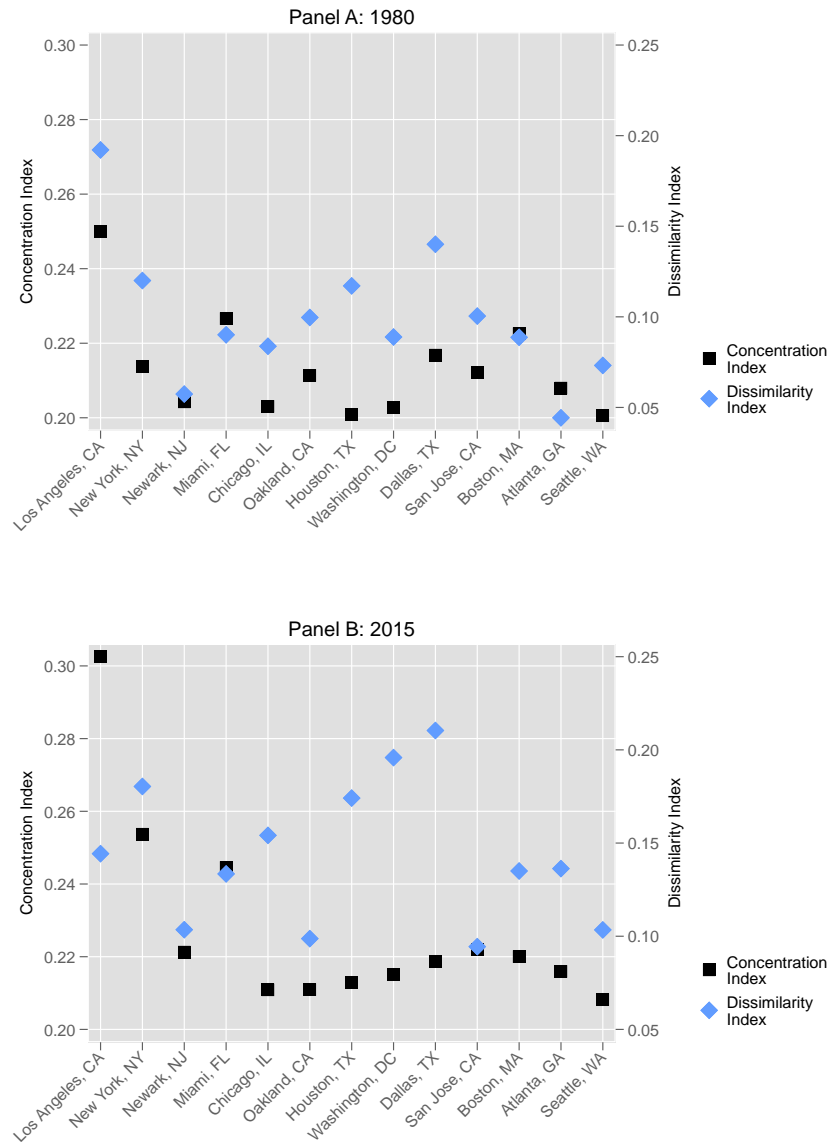 Panel A: 1980
0.30
0.28
0.26
0.24
0.22
0.20
Concentration Index
0.25
0.20
0.15
0.10
0.05
Dissimilarity Index
Los Angeles, CA
New York, NY
Newark, NJ
Miami, FL
Chicago, IL
Oakland, CA
Houston, TX
Washington, DC
Dallas, TX
San Jose, CA
Boston, MA
Atlanta, GA
Seattle, WA
Concentration
Index
Dissimilarity
Index
Panel B: 2015
0.30
0.28
0.26
0.24
0.22
0.20
Concentration Index
0.25
0.20
0.15
0.10
0.05
Dissimilarity Index
Los Angeles, CA
New York, NY
Newark, NJ
Miami, FL
Chicago, IL
Oakland, CA
Houston, TX
Washington, DC
Dallas, TX
San Jose, CA
Boston, MA
Atlanta, GA
Seattle, WA
Concentration
Index
Dissimilarity
Index